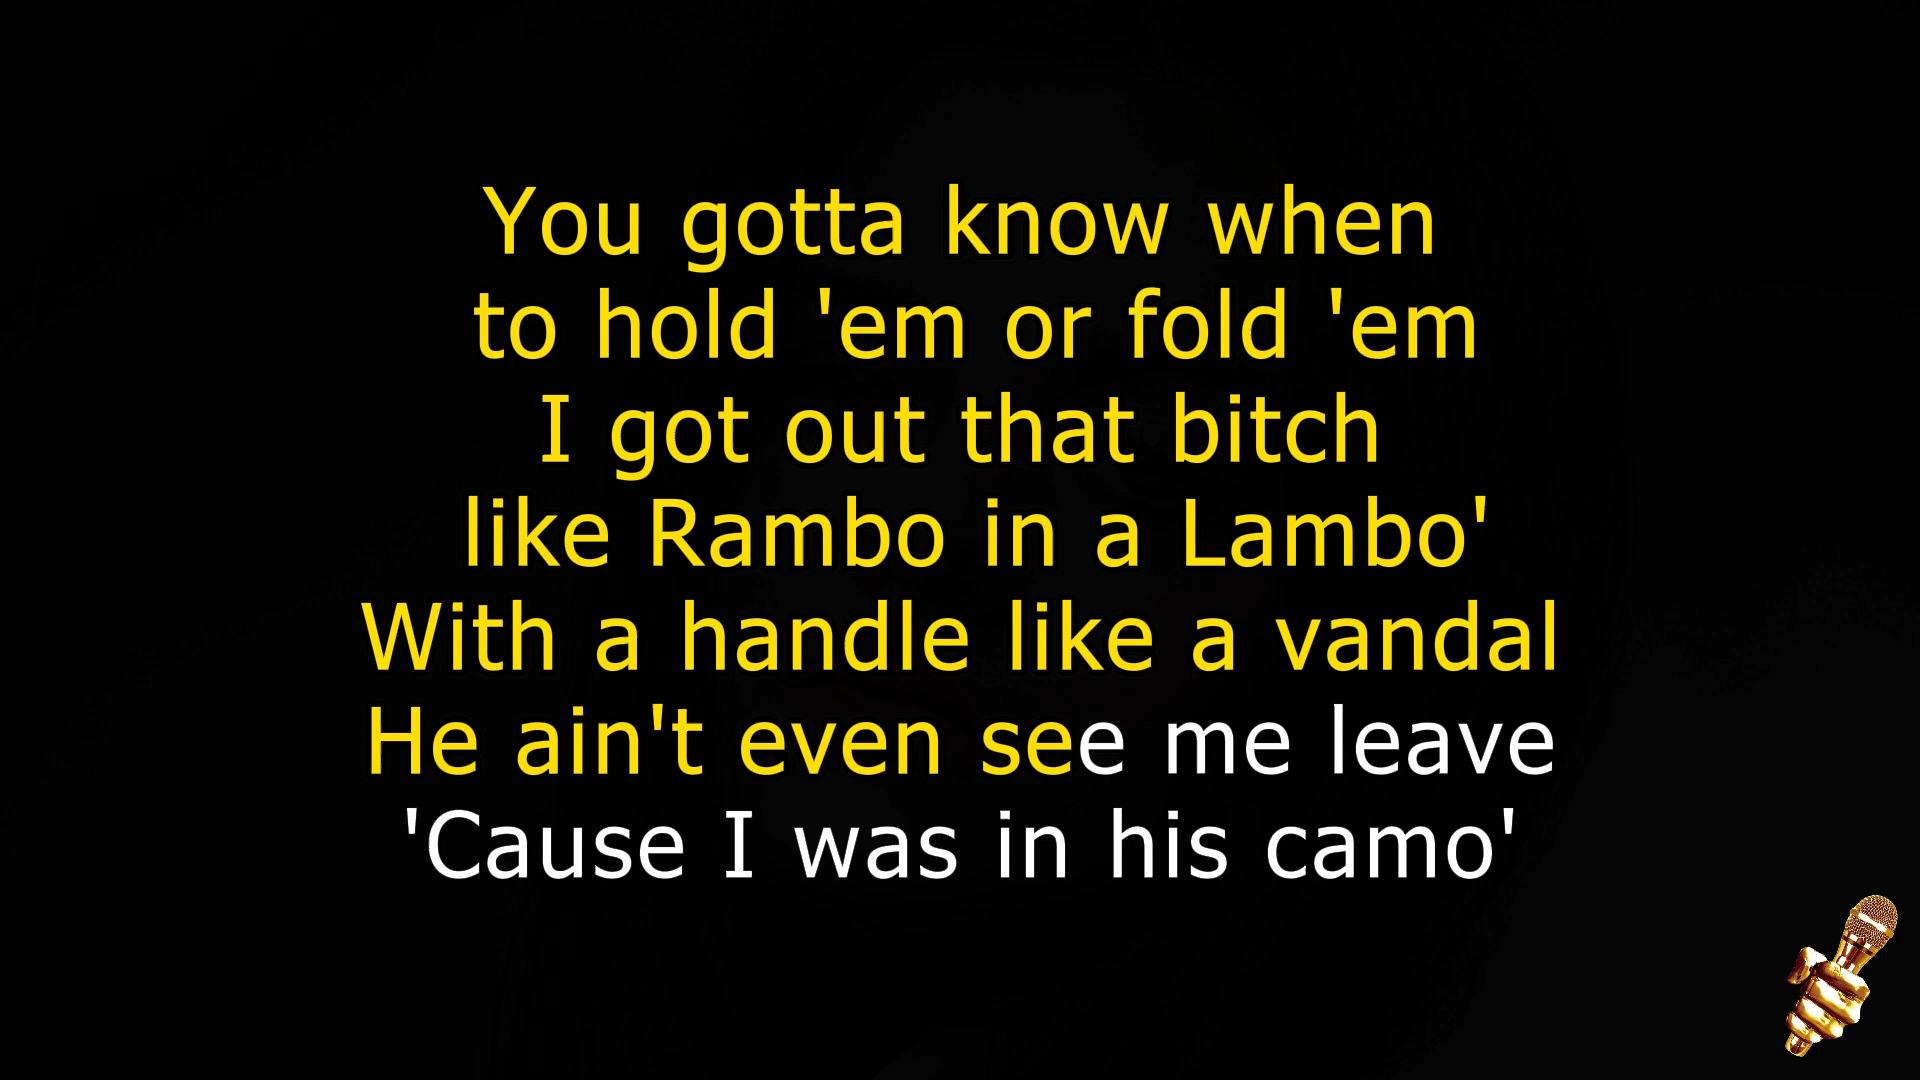 You gotta know when
to hold 'em or fold 'em
I got out that bitch
like Rambo in a Lambo'
With a handle like a vandal
He ain't even see me leave
'Cause I was in his camo'